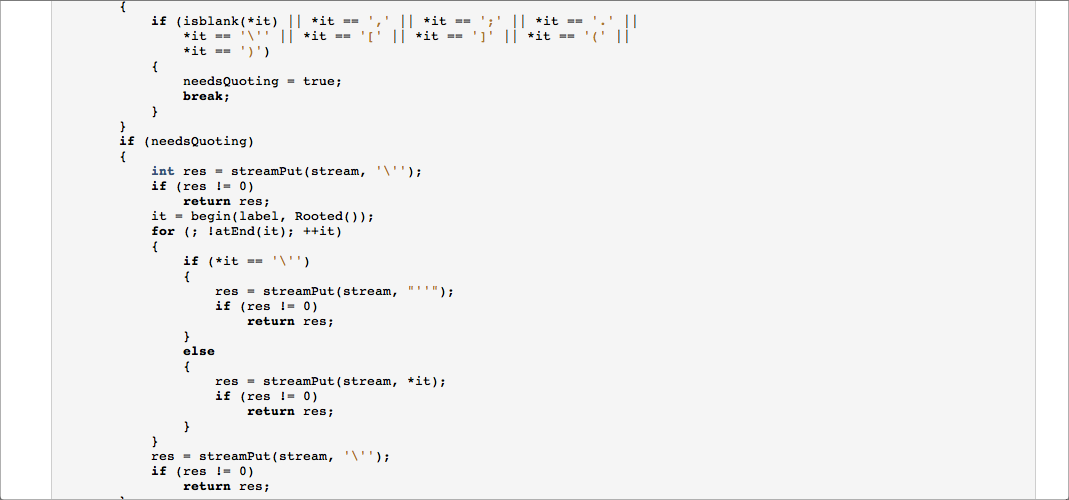 {
if (isblank(*it) || *it == ',' || *it == ';' || *it == '.' ||
*it == '\'' || *it == '[' || *it == ']' || *it == '(' ||
*it == ')')
{
needsQuoting = true;
break;
}
}
if (needsQuoting)
{
int res = streamPut(stream, '\'');
if (res != 0)
return res;
it = begin(label, Rooted());
for (; !atEnd(it); ++it)
{
if (*it == '\'')
{
res = streamPut(stream, "''");
if (res != 0)
return res;
}
else
{
res = streamPut(stream, *it);
if (res != 0)
return res;
}
}
res = streamPut(stream, '\'');
if (res != 0)
return res;